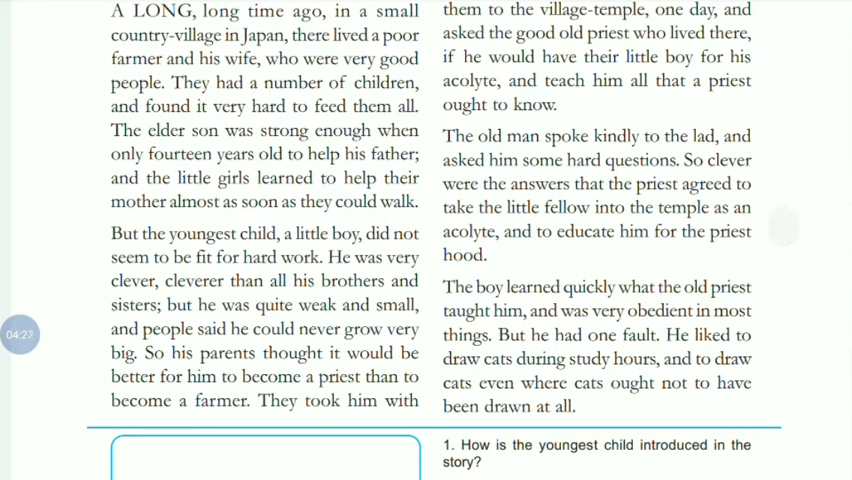 A LONG, long time ago, in a small
country-village in Japan, there lived a poor
farmer and his wife, who were very good
people. They had a number of children,
and found it very hard to feed them all.
The elder son was strong enough when
only fourteen years old to help his father;
and the little girls learned to help their
mother almost as soon as they could walk.
But the youngest child, a little boy, did not
seem to be fit for hard work. He was very
clever, cleverer than all his brothers and
sisters; but he was quite weak and small,
and people said he could never grow very
big. So his parents thought it would be
better for him to become a priest than to
become a farmer. They took him with
them to the village-temple, one day, and
asked the good old priest who lived there,
if he would have their little boy for his
acolyte, and teach him all that a priest
ought to know.
The old man spoke kindly to the lad, and
asked him some hard questions. So clever
were the answers that the priest agreed to
take the little fellow into the temple as an
acolyte, and to educate him for the priest
hood.
The boy learned quickly what the old priest
taught him, and was very obedient in most
things. But he had one fault. He liked to
draw cats during study hours, and to draw
cats even where cats ought not to have
been drawn at all.
1. How is the youngest child introduced in the
story?
04:27